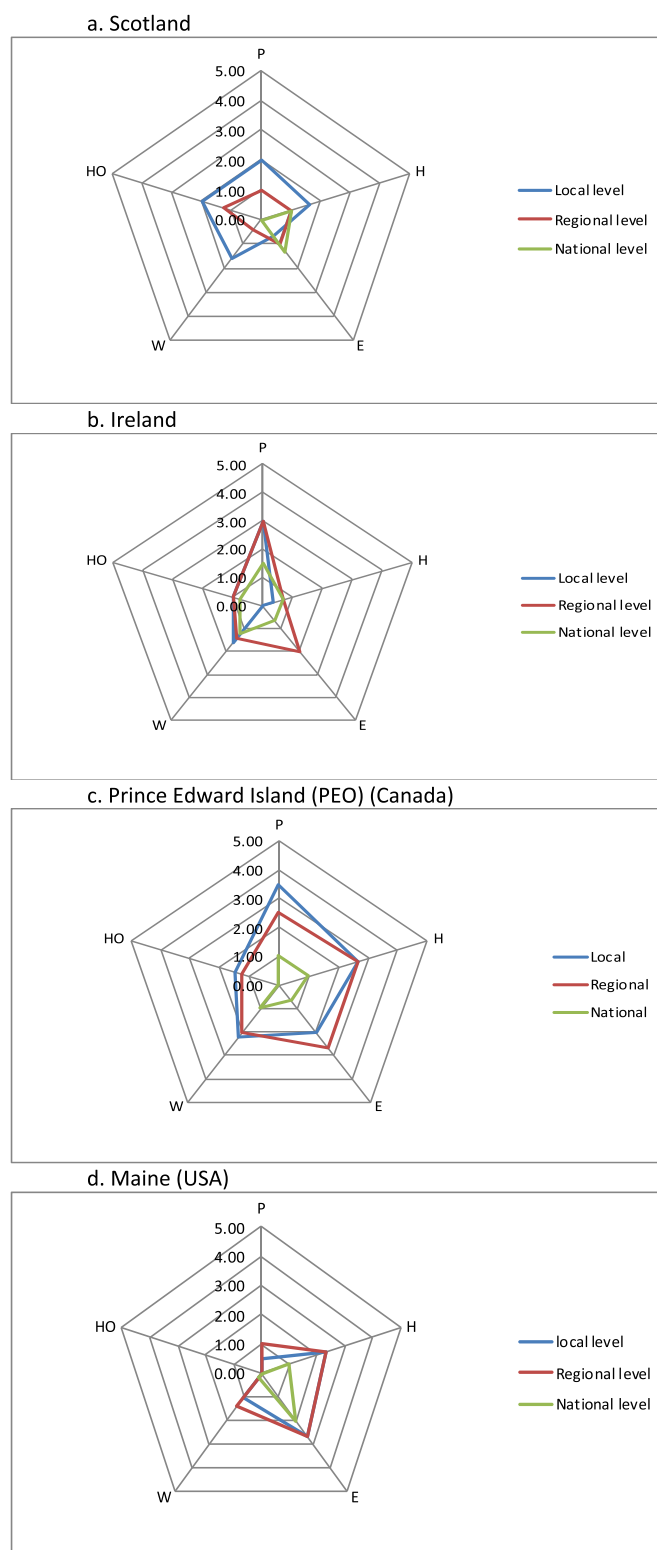 a. Scotland
P
5.00
4.00
3.00
2.00
1.00
0.00
HO
H
W
E
Local level
Regional level
National level
b. Ireland
P
5.00
4.00
3.00
2.00
1.00
0.00
HO
H
W
E
Local level
Regional level
National level
c. Prince Edward Island (PEO) (Canada)
P
5.00
4.00
3.00
2.00
1.00
0.00
HO
H
W
E
Local
Regional
National
d. Maine (USA)
P
5.00
4.00
3.00
2.00
1.00
0.00
HO
H
W
E
local level
Regional level
National level